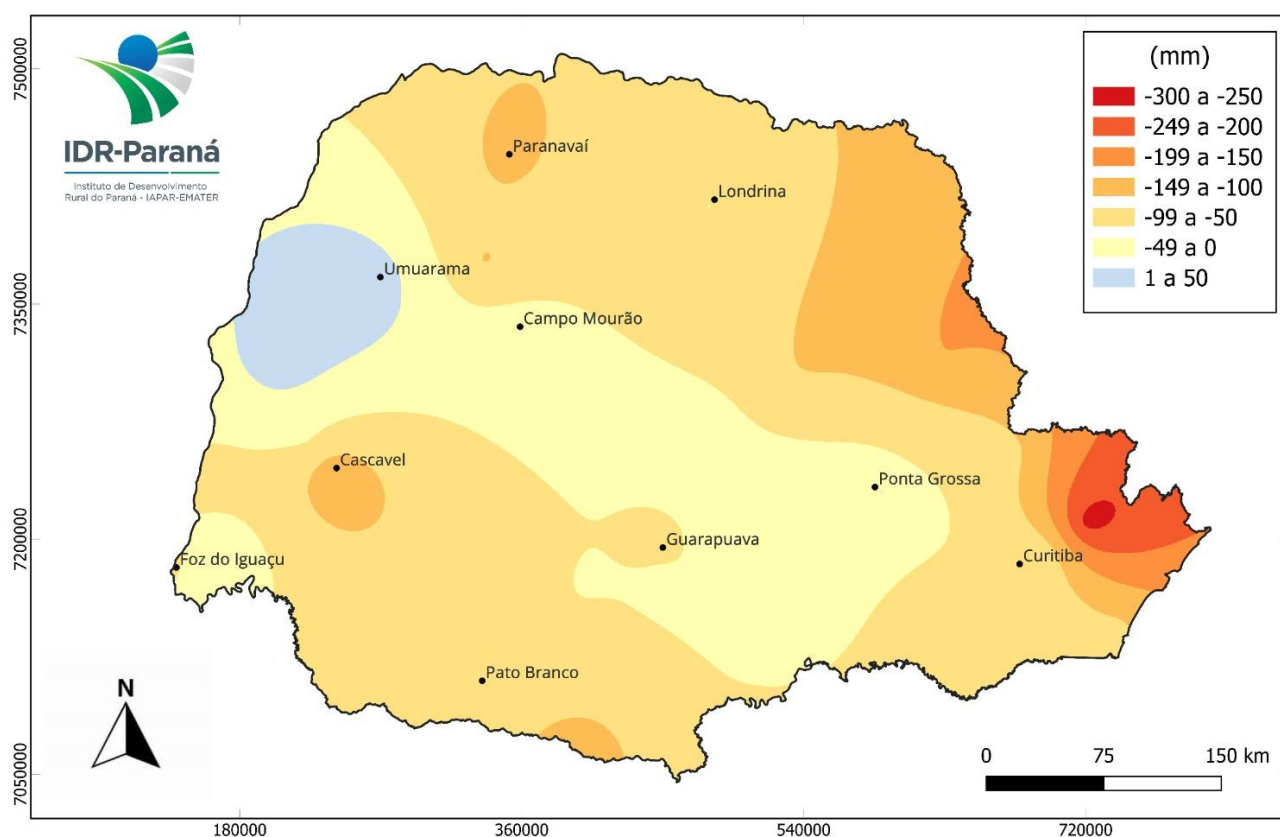 IDR-Paraná
Instituto de Desenvolvimento
Rural do Paraná - IAPAR-EMATER
(mm)
-300 a -250
-249 a -200
-199 a -150
-149 a -100
-99 a -50
-49 a 0
1 a 50
7500000
7350000
7200000
7050000
Paranavaí
Londrina
Umuarama
Campo Mourão
Cascavel
Ponta Grossa
Guarapuava
Foz do Iguaçu
Curitiba
Pato Branco
N
0 75 150 km
180000 360000 540000 720000